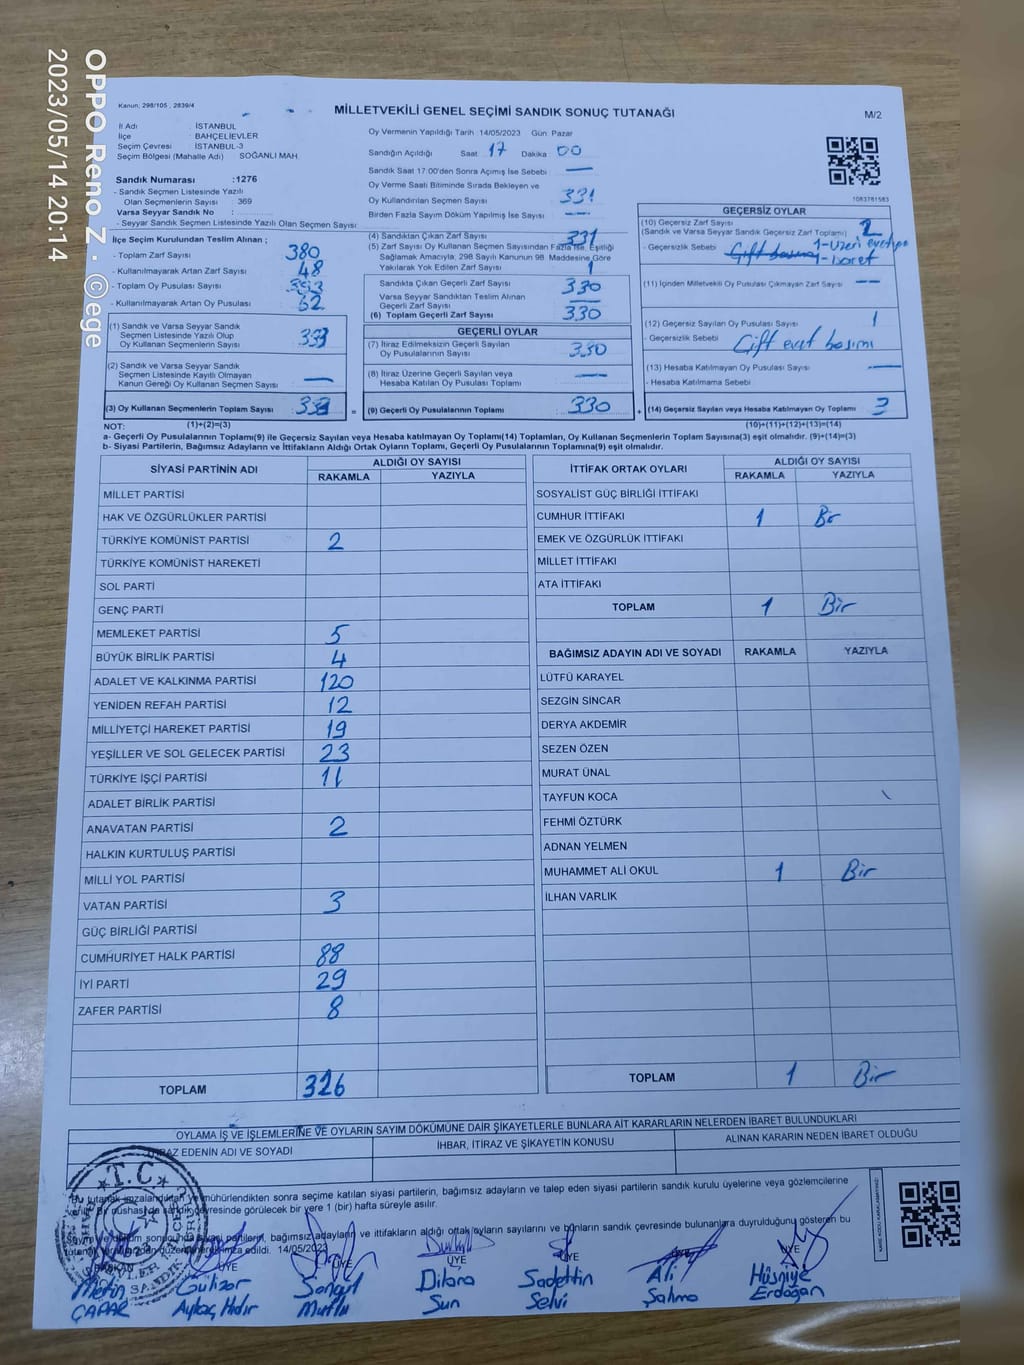 OPPO Reno Z · ©ege
2023/05/14 20:14
Kanun, 298/105 , 2839/4
MİLLETVEKİLİ GENEL SEÇİMİ SANDIK SONUÇ TUTANAĞI
M/2
İl Adı : İSTANBUL
İlçe : BAHÇELİEVLER
Seçim Çevresi : İSTANBUL-3
Seçim Bölgesi (Mahalle Adı) : SOĞANLI MAH.
Sandık Numarası :1276
- Sandık Seçmen Listesinde Yazılı
Olan Seçmenlerin Sayısı : 369
Varsa Seyyar Sandık No :
- Seyyar Sandık Seçmen Listesinde Yazılı Olan Seçmen Sayısı:
İlçe Seçim Kurulundan Teslim Alınan ;
- Toplam Zarf Sayısı 380
- Kullanılmayarak Artan Zarf Sayısı 48
- Toplam Oy Pusulası Sayısı
- Kullanılmayarak Artan Oy Pusulası 62
(1) Sandık ve Varsa Seyyar Sandık
Seçmen Listesinde Yazılı Olup
Oy Kullanan Seçmenlerin Sayısı
(2) Sandık ve Varsa Seyyar Sandık
Seçmen Listesinde Kayıtlı Olmayan
Kanun Gereği Oy Kullanan Seçmen Sayısı —
(3) Oy Kullanan Seçmenlerin Toplam Sayısı
Oy Vermenin Yapıldığı Tarih :14/05/2023 Gün: Pazar
Sandığın Açıldığı Saat 17 Dakika 00
Sandık Saat 17:00'den Sonra Açımış İse Sebebi —
Oy Verme Saati Bitiminde Sırada Bekleyen ve
Oy Kullandırılan Seçmen Sayısı 331
Birden Fazla Sayım Döküm Yapılmış İse Sayısı —
(4) Sandıktan Çıkan Zarf Sayısı 331
(5) Zarf Sayısı Oy Kullanan Seçmen Sayısından Fazla İse, Eşitliği
Sağlamak Amacıyla, 298 Sayılı Kanunun 98. Maddesine Göre
Yakılarak Yok Edilen Zarf Sayısı 1
Sandıkta Çıkan Geçerli Zarf Sayısı 330
Varsa Seyyar Sandıktan Teslim Alınan
Geçerli Zarf Sayısı —
(6) Toplam Geçerli Zarf Sayısı 330
GEÇERLİ OYLAR
(7) İtiraz Edilmeksizin Geçerli Sayılan
Oy Pusulalarının Sayısı 330
(8) İtiraz Üzerine Geçerli Sayılan veya
Hesaba Katılan Oy Pusulası Toplamı —
= (9) Geçerli Oy Pusulalarının Toplamı 330
1083781583
GEÇERSİZ OYLAR
(10) Geçersiz Zarf Sayısı
(Sandık ve Varsa Seyyar Sandık Geçersiz Zarf Toplamı) 2
- Geçersizlik Sebebi
(11) İçinden Milletvekili Oy Pusulası Çıkmayan Zarf Sayısı —
(12) Geçersiz Sayılan Oy Pusulası Sayısı 1
- Geçersizlik Sebebi Çift evet basımı
(13) Hesaba Katılmayan Oy Pusulası Sayısı —
- Hesaba Katılmama Sebebi
+ (14) Geçersiz Sayılan veya Hesaba Katılmayan Oy Toplamı 3
NOT: (1)+(2)=(3) (10)+(11)+(12)+(13)=(14)
a- Geçerli Oy Pusulalarının Toplamı(9) ile Geçersiz Sayılan veya Hesaba katılmayan Oy Toplamı(14) Toplamları, Oy Kullanan Seçmenlerin Toplam Sayısına(3) eşit olmalıdır. (9)+(14)=(3)
b- Siyasi Partilerin, Bağımsız Adayların ve İttifakların Aldığı Oyların Toplamı, Geçerli Oy Pusulalarının Toplamına(9) eşit olmalıdır.
SİYASİ PARTİNİN ADI ALDIĞI OY SAYISI
RAKAMLA YAZIYLA
MİLLET PARTİSİ
HAK VE ÖZGÜRLÜKLER PARTİSİ
TÜRKİYE KOMÜNİST PARTİSİ 2
TÜRKİYE KOMÜNİST HAREKETİ
SOL PARTİ
GENÇ PARTİ
MEMLEKET PARTİSİ 5
BÜYÜK BİRLİK PARTİSİ 4
ADALET VE KALKINMA PARTİSİ 120
YENİDEN REFAH PARTİSİ 12
MİLLİYETÇİ HAREKET PARTİSİ 19
YEŞİLLER VE SOL GELECEK PARTİSİ 23
TÜRKİYE İŞÇİ PARTİSİ 11
ADALET BİRLİK PARTİSİ
ANAVATAN PARTİSİ 2
HALKIN KURTULUŞ PARTİSİ
MİLLİ YOL PARTİSİ
VATAN PARTİSİ 3
GÜÇ BİRLİĞİ PARTİSİ
CUMHURİYET HALK PARTİSİ 88
İYİ PARTİ 29
ZAFER PARTİSİ 8
TOPLAM 326
İTTİFAK ORTAK OYLARI ALDIĞI OY SAYISI
RAKAMLA YAZIYLA
SOSYALİST GÜÇ BİRLİĞİ İTTİFAKI
CUMHUR İTTİFAKI 1 Bir
EMEK VE ÖZGÜRLÜK İTTİFAKI
MİLLET İTTİFAKI
ATA İTTİFAKI
TOPLAM 1 Bir
BAĞIMSIZ ADAYIN ADI VE SOYADI RAKAMLA YAZIYLA
LÜTFÜ KARAYEL
SEZGİN SİNCAR
DERYA AKDEMİR
SEZEN ÖZEN
MURAT ÜNAL
TAYFUN KOCA
FEHMİ ÖZTÜRK
ADNAN YELMEN
MUHAMMET ALİ OKUL 1 Bir
İLHAN VARLIK
TOPLAM 1 Bir
OYLAMA İŞ VE İŞLEMLERİNE VE OYLARIN SAYIM DÖKÜMÜNE DAİR ŞİKAYETLERLE BUNLARA AİT KARARLARIN NELERDEN İBARET BULUNDUKLARI
İTİRAZ EDENİN ADI VE SOYADI İHBAR, İTİRAZ VE ŞİKAYETİN KONUSU ALINAN KARARIN NEDEN İBARET OLDUĞU
Bu tutanak imzalandıktan ve mühürlendikten sonra seçime katılan siyasi partilerin, bağımsız adayların ve talep eden siyasi partilerin sandık kurulu üyelerine veya gözlemcilerine
Bir nüshası da sandık çevresinde görülecek bir yere 1 (bir) hafta süreyle asılır.
Sayım ve döküm sonunda siyasi partilerin, bağımsız adayların ve ittifakların aldığı ortak oyların sayılarını ve bunların sandık çevresinde bulunanlara duyrulduğunu gösteren bu
tutanak tarafımızdan düzenlenerek imza edildi. 14/05/2023
T.C.
BAŞKAN ÜYE ÜYE ÜYE ÜYE
Metin Gülizar Songül Dilara Sadettin Ali Hüsniye
ÇAPAR Aybaç Hıdır Mutlu Sun Selvi Şalma Erdoğan